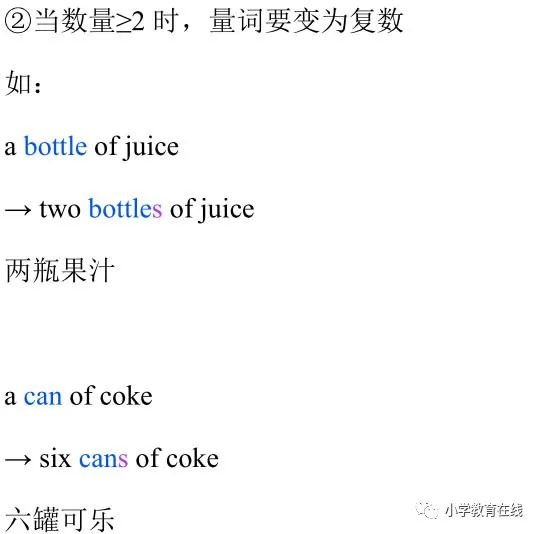 ②当数量≥2 时，量词要变为复数
如：
a bottle of juice
→ two bottles of juice
两瓶果汁
a can of coke
→ six cans of coke
六罐可乐
小学教育在线